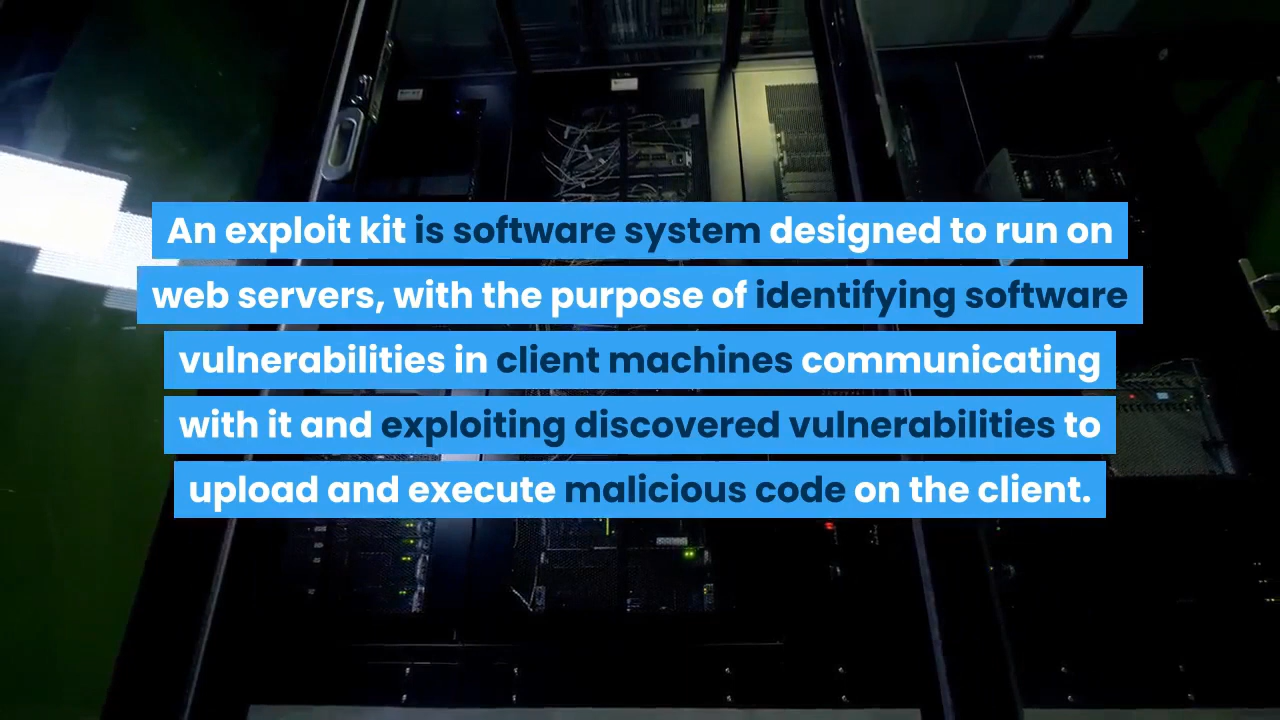 An exploit kit is software system designed to run on
web servers, with the purpose of identifying software
vulnerabilities in client machines communicating
with it and exploiting discovered vulnerabilities to
upload and execute malicious code on the client.